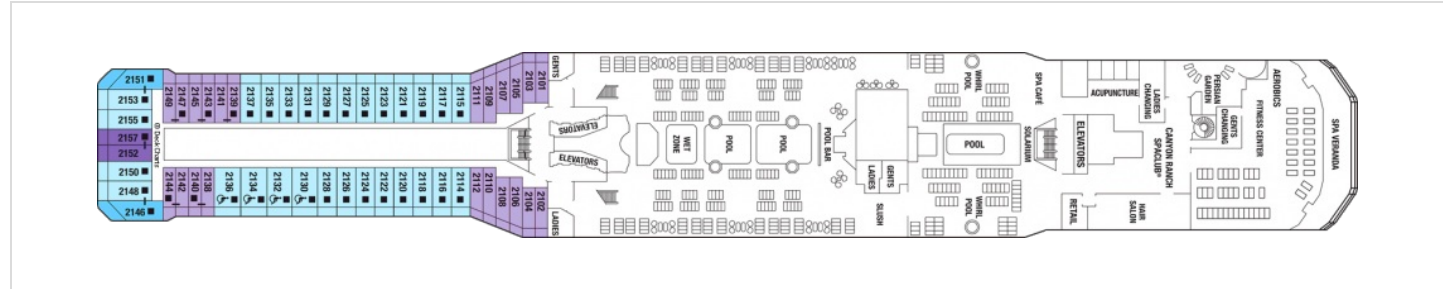 2151
2153
2155
2157
2152
2150
2148
2146
© Deck Charts
2149
2147
2145
2143
2141
2139
2137
2135
2133
2131
2129
2127
2125
2123
2121
2119
2117
2115
2111
2109
2107
2105
2103
2101
GENTS
2144
2142
2140
2138
2136
2134
2132
2130
2128
2126
2124
2122
2120
2118
2116
2114
2112
2110
2108
2106
2104
2102
LADIES
ELEVATORS
ELEVATORS
WET
ZONE
POOL
POOL
POOL BAR
GENTS
LADIES
SLUSH
WHIRL
POOL
POOL
WHIRL
POOL
SPA CAFÉ
SOLARIUM
ELEVATORS
ACUPUNCTURE
LADIES
CHANGING
CANYON RANCH
SPACLUB®
RETAIL
HAIR
SALON
PERSIAN
GARDEN
GENTS
CHANGING
AEROBICS
FITNESS CENTER
SPA VERANDA